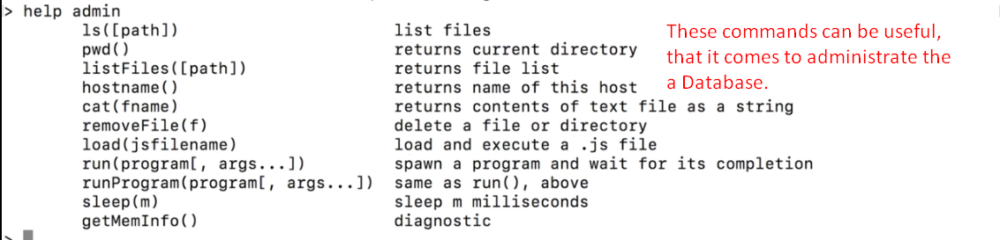 > help admin
ls([path]) list files
pwd() returns current directory
listFiles([path]) returns file list
hostname() returns name of this host
cat(fname) returns contents of text file as a string
removeFile(f) delete a file or directory
load(jsfilename) load and execute a .js file
run(program[, args...]) spawn a program and wait for its completion
runProgram(program[, args...]) same as run(), above
sleep(m) sleep m milliseconds
getMemInfo() diagnostic
>
These commands can be useful,
that it comes to administrate the
a Database.